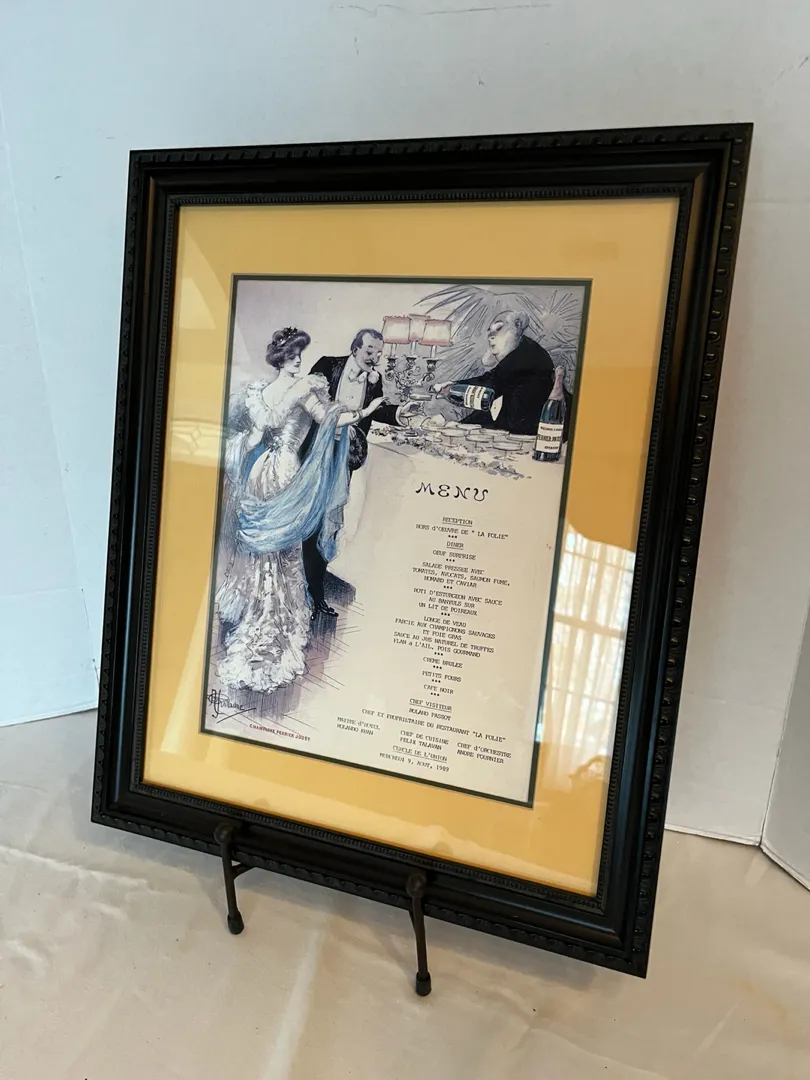 MENU
RECEPTION
HORS d'OEUVRE DE " LA FOLIE"
***
DINER
OEUF SURPRISE
***
SALADE PRESSEE AVEC
TOMATES, AVOCATS, SAUMON FUME,
HOMARD ET CAVIAR
***
ROTI D'ESTURGEON AVEC SAUCE
AU BANYULS SUR
UN LIT DE POIREAUX
***
LONGE DE VEAU
FARCIE AUX CHAMPIGNONS SAUVAGES
ET FOIE GRAS
SAUCE AU JUS NATUREL DE TRUFFES
FLAN à L'AIL, POIS GOURMAND
***
CREME BRULEE
***
PETITS FOURS
***
CAFE NOIR
***
CHEF VISITEUR
ROLAND PASSOT
CHEF ET PROPRIETAIRE DU RESTAURANT "LA FOLIE"
MAITRE d'HOTEL
ROLANDO RUAN
CHEF DE CUISINE
FELIX TALAVAN
CHEF d'ORCHESTRE
ANDRE FOURNIER
CERCLE DE L'UNION
MERCREDI 9, AOUT, 1989
CHAMPAGNE PERRIER JOUET